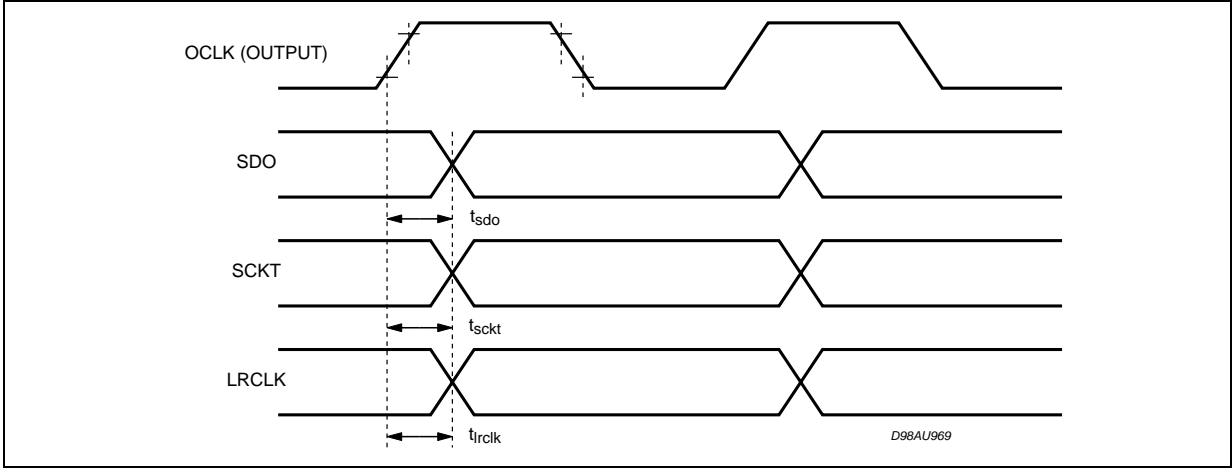 OCLK (OUTPUT)
SDO
tsdo
SCKT
tsckt
LRCLK
tlrclk
D98AU969